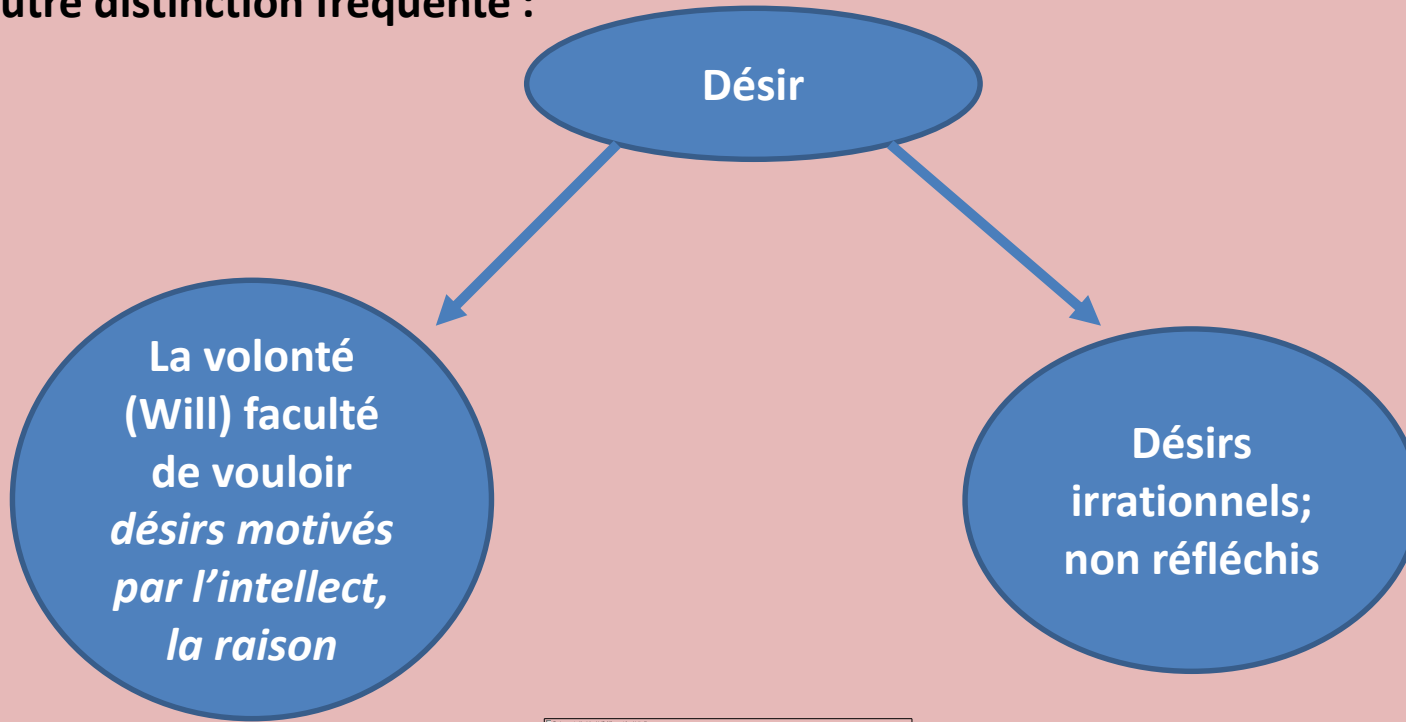 utre distinction fréquente :
Désir
La volonté
(Will) faculté
de vouloir
désirs motivés
par l'intellect,
la raison
Désirs
irrationnels;
non réfléchis